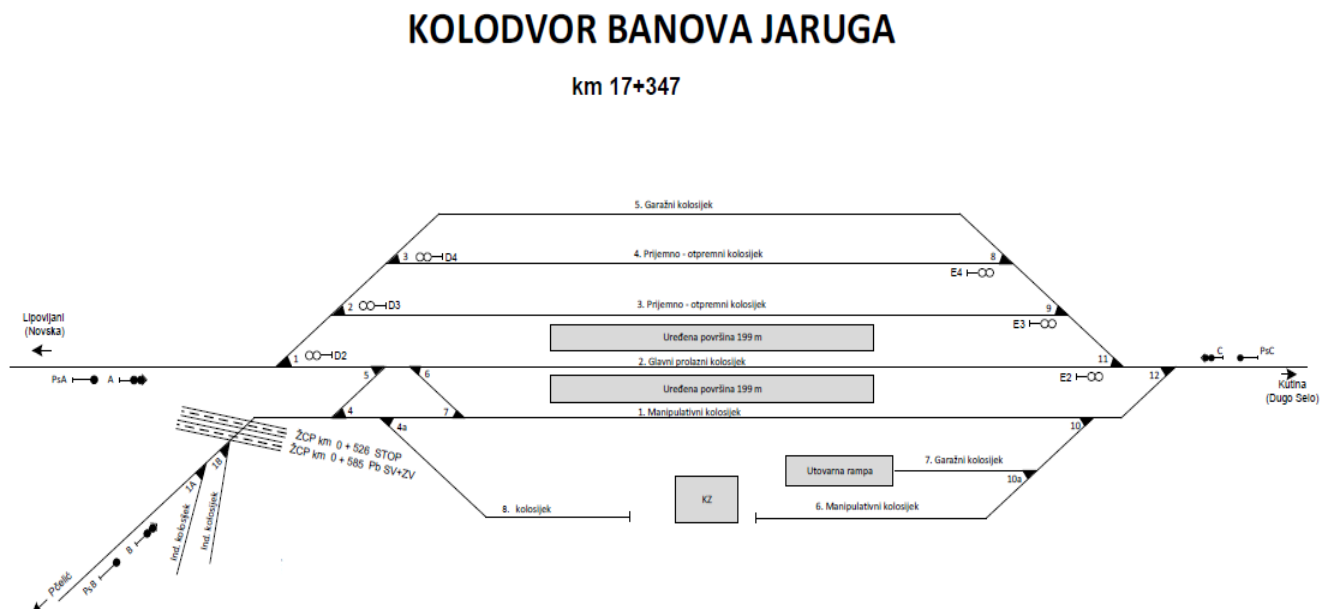 KOLODVOR BANOVA JARUGA
km 17+347
5. Garažni kolosijek
3
D4
4. Prijemno - otpremni kolosijek
8
E4
2
D3
3. Prijemno - otpremni kolosijek
9
E3
Lipovljani
(Novska)
Uređena površina 199 m
1
D2
2. Glavni prolazni kolosijek
11
C
PsC
PsA
A
5
6
Uređena površina 199 m
E2
12
Kutina
(Dugo Selo)
4
4a
7
1. Manipulativni kolosijek
10
ŽCP km 0 + 526 STOP
ŽCP km 0 + 585 Pb SV+ZV
1B
1A
Utovarna rampa
7. Garažni kolosijek
10a
KZ
8. kolosijek
6. Manipulativni kolosijek
Ind. kolosijek
Ind. kolosijek
B
PsB
Pčelić